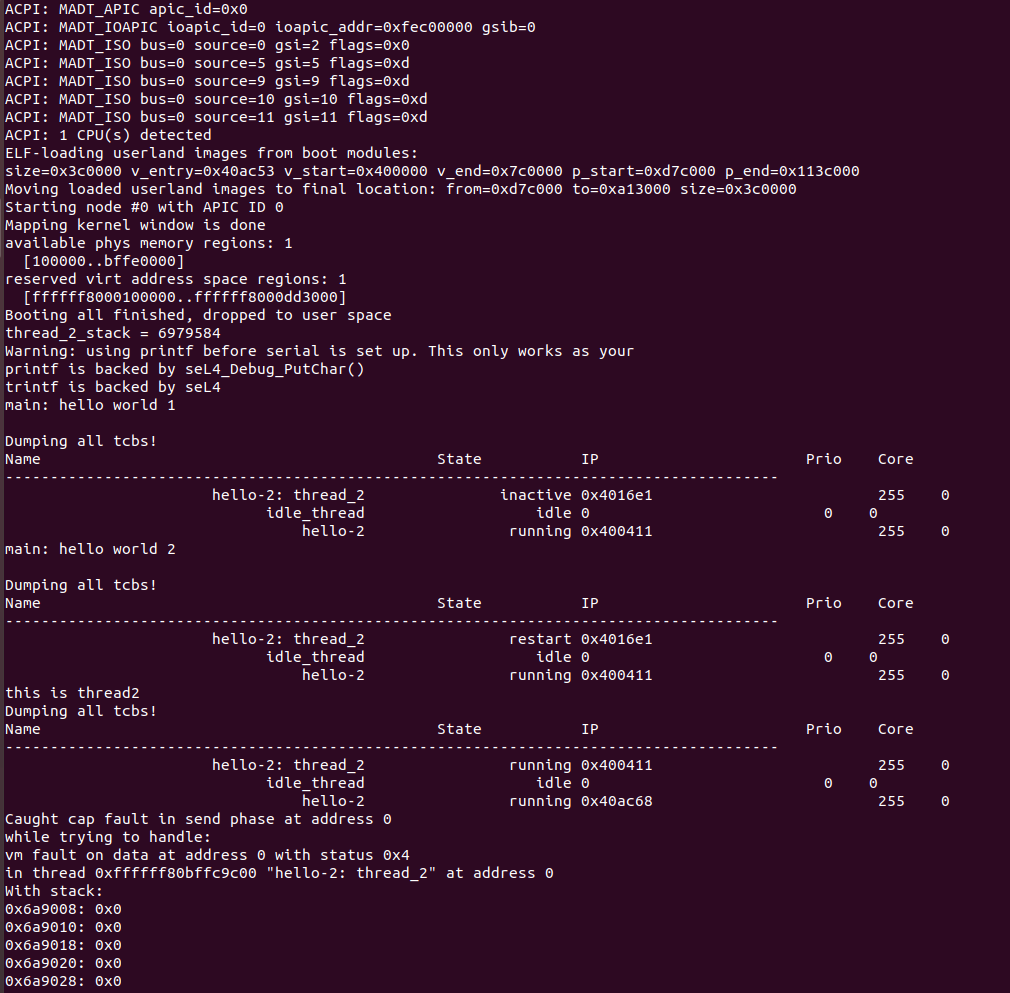 ACPI: MADT_APIC apic_id=0x0
ACPI: MADT_IOAPIC ioapic_id=0 ioapic_addr=0xfec00000 gsib=0
ACPI: MADT_ISO bus=0 source=0 gsi=2 flags=0x0
ACPI: MADT_ISO bus=0 source=5 gsi=5 flags=0xd
ACPI: MADT_ISO bus=0 source=9 gsi=9 flags=0xd
ACPI: MADT_ISO bus=0 source=10 gsi=10 flags=0xd
ACPI: MADT_ISO bus=0 source=11 gsi=11 flags=0xd
ACPI: 1 CPU(s) detected
ELF-loading userland images from boot modules:
size=0x3c0000 v_entry=0x40ac53 v_start=0x400000 v_end=0x7c0000 p_start=0xd7c000 p_end=0x113c000
Moving loaded userland images to final location: from=0xd7c000 to=0xa13000 size=0x3c0000
Starting node #0 with APIC ID 0
Mapping kernel window is done
available phys memory regions: 1
  [100000..bffe0000]
reserved virt address space regions: 1
  [ffffff8000100000..ffffff8000dd3000]
Booting all finished, dropped to user space
thread_2_stack = 6979584
Warning: using printf before serial is set up. This only works as your
printf is backed by seL4_Debug_PutChar()
trintf is backed by seL4
main: hello world 1
Dumping all tcbs!
Name                                            State           IP                       Prio    Core
--------------------------------------------------------------------------------------
                       hello-2: thread_2               inactive 0x4016e1                         255    0
                             idle_thread                   idle 0                          0    0
                                 hello-2                running 0x400411                         255    0
main: hello world 2
Dumping all tcbs!
Name                                            State           IP                       Prio    Core
--------------------------------------------------------------------------------------
                       hello-2: thread_2                restart 0x4016e1                         255    0
                             idle_thread                   idle 0                          0    0
                                 hello-2                running 0x400411                         255    0
this is thread2
Dumping all tcbs!
Name                                            State           IP                       Prio    Core
--------------------------------------------------------------------------------------
                       hello-2: thread_2                running 0x400411                         255    0
                             idle_thread                   idle 0                          0    0
                                 hello-2                running 0x40ac68                         255    0
Caught cap fault in send phase at address 0
while trying to handle:
vm fault on data at address 0 with status 0x4
in thread 0xffffff80bffc9c00 "hello-2: thread_2" at address 0
With stack:
0x6a9008: 0x0
0x6a9010: 0x0
0x6a9018: 0x0
0x6a9020: 0x0
0x6a9028: 0x0